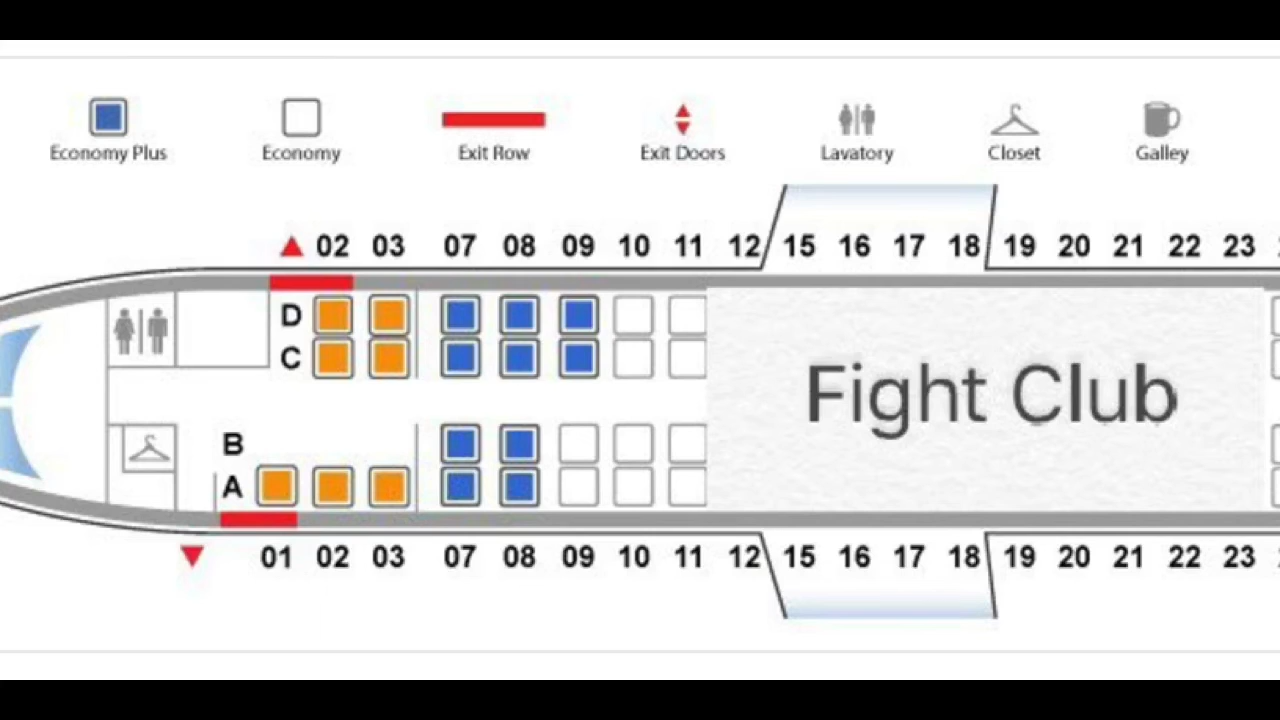 Economy Plus
Economy
Exit Row
Exit Doors
Lavatory
Closet
Galley
02 03 07 08 09 10 11 12 15 16 17 18 19 20 21 22 23
D
C
Fight Club
B
A
01 02 03 07 08 09 10 11 12 15 16 17 18 19 20 21 22 23